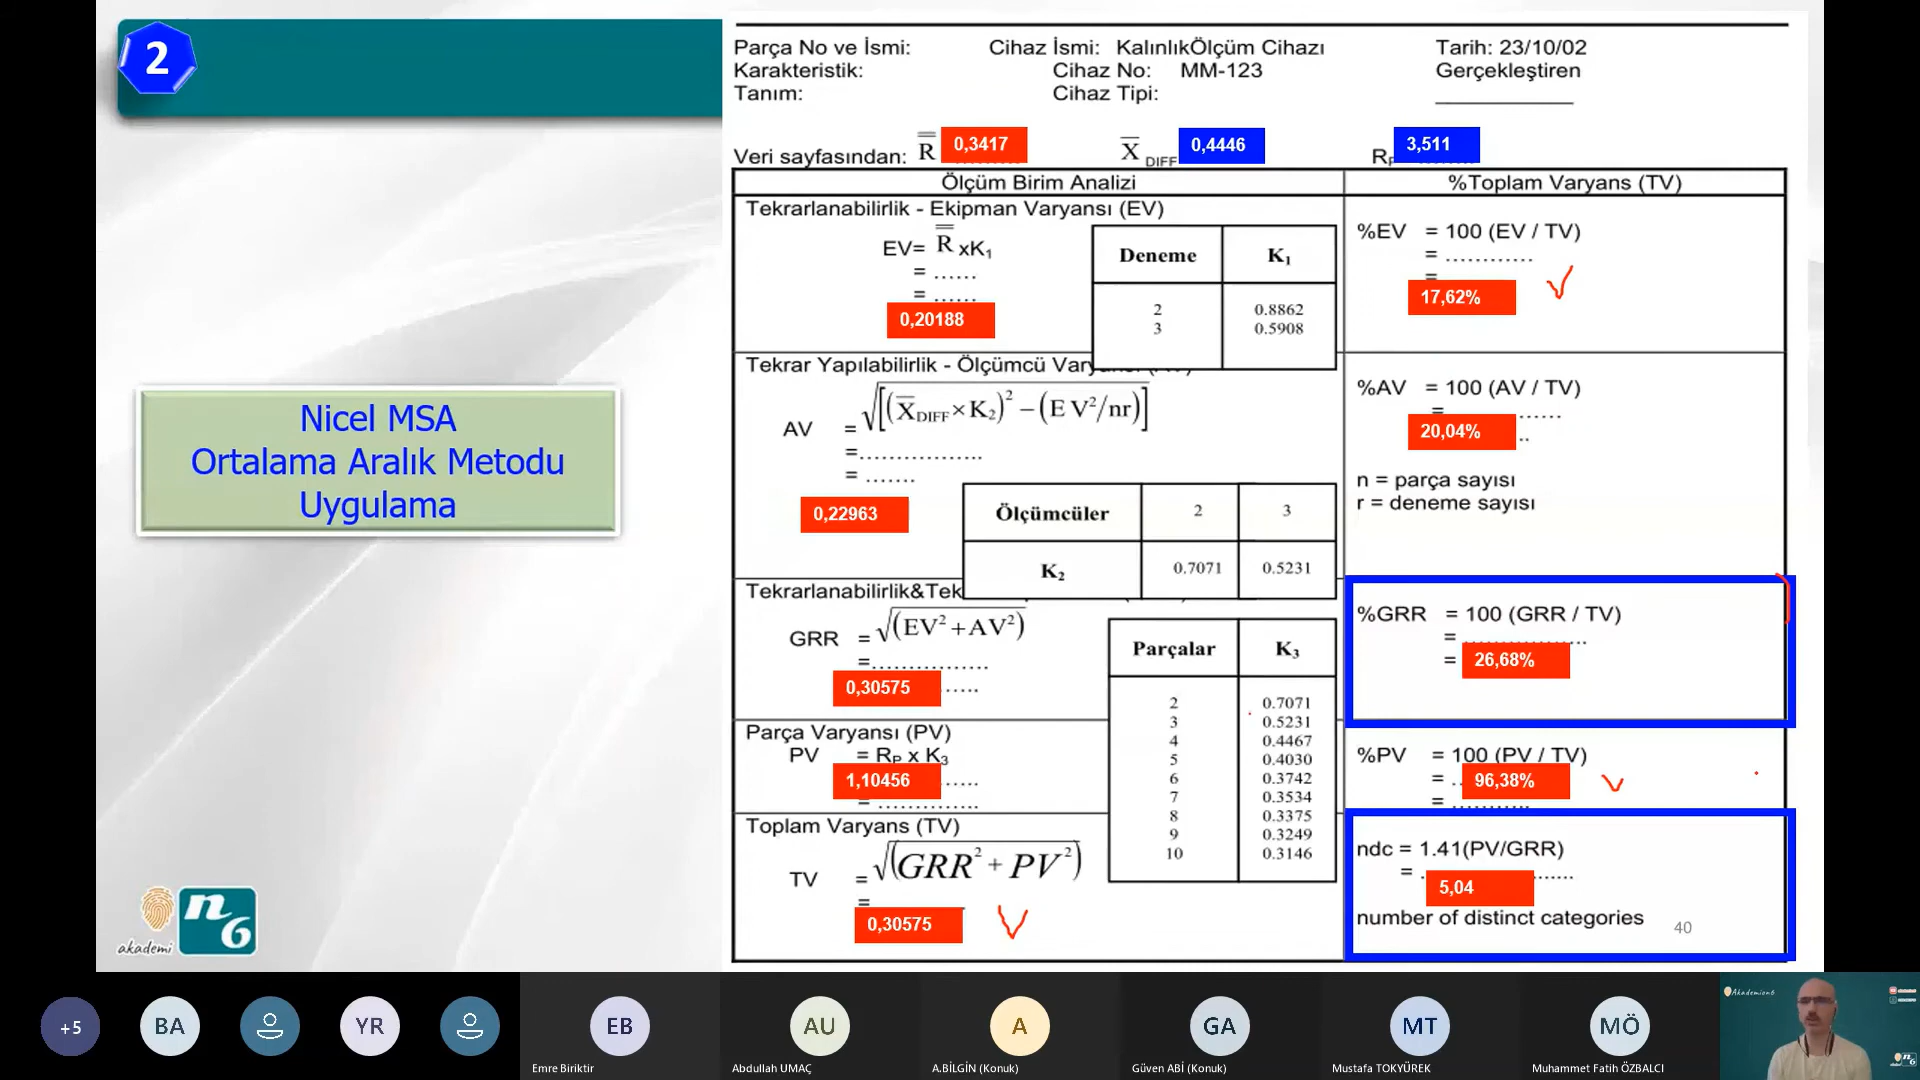 2
Nicel MSA
Ortalama Aralık Metodu
Uygulama
akademi
n6
Parça No ve İsmi: Cihaz İsmi: KalınlıkÖlçüm Cihazı Tarih: 23/10/02
Karakteristik: Cihaz No: MM-123 Gerçekleştiren
Tanım: Cihaz Tipi: ____________
Veri sayfasından: R̿ 0,3417 X̄ DIFF 0,4446 RP 3,511
Ölçüm Birim Analizi %Toplam Varyans (TV)
Tekrarlanabilirlik - Ekipman Varyansı (EV)
EV= R̿ xK₁
= ......
= ......
0,20188
Deneme K₁
2 0.8862
3 0.5908
%EV = 100 (EV / TV)
= ............
=
17,62%
Tekrar Yapılabilirlik - Ölçümcü Vary
AV = √[(X̄DIFF×K₂)² − (EV²/nr)]
=................
= .......
0,22963
Ölçümcüler 2 3
K₂ 0.7071 0.5231
%AV = 100 (AV / TV)
= ......
20,04% ..
n = parça sayısı
r = deneme sayısı
Tekrarlanabilirlik&Tek
GRR = √(EV²+AV²)
=................
0,30575 .....
%GRR = 100 (GRR / TV)
= ................
= 26,68%
Parçalar K₃
2 0.7071
3 0.5231
4 0.4467
5 0.4030
6 0.3742
7 0.3534
8 0.3375
9 0.3249
10 0.3146
Parça Varyansı (PV)
PV = RP x K₃
1,10456 .....
= .............
%PV = 100 (PV / TV)
= .. 96,38%
= ..........
Toplam Varyans (TV)
TV = √(GRR² + PV²)
=
0,30575
ndc = 1.41(PV/GRR)
= . 5,04 .....
number of distinct categories
40
+5
BA
YR
EB
Emre Biriktir
AU
Abdullah UMAÇ
A
A.BİLGİN (Konuk)
GA
Güven ABİ (Konuk)
MT
Mustafa TOKYÜREK
MÖ
Muhammet Fatih ÖZBALCI
Akademien6
n6